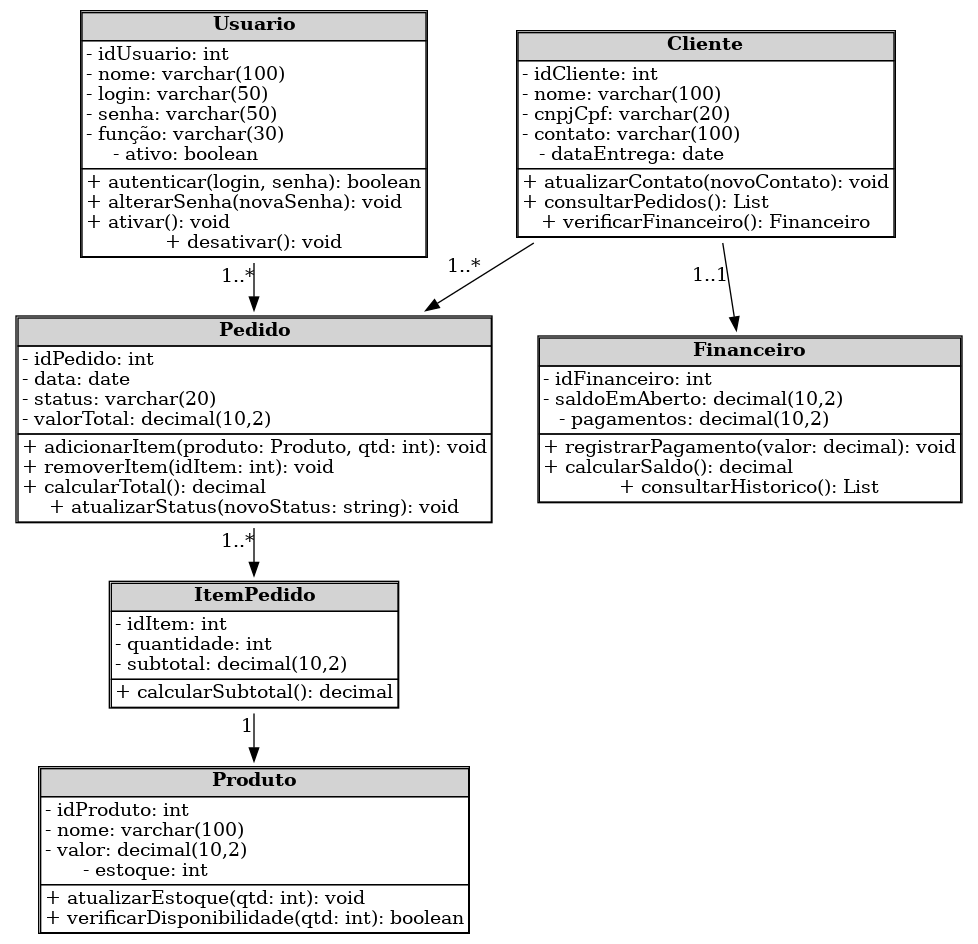 Usuario
- idUsuario: int
- nome: varchar(100)
- login: varchar(50)
- senha: varchar(50)
- função: varchar(30)
- ativo: boolean
+ autenticar(login, senha): boolean
+ alterarSenha(novaSenha): void
+ ativar(): void
+ desativar(): void
Cliente
- idCliente: int
- nome: varchar(100)
- cnpjCpf: varchar(20)
- contato: varchar(100)
- dataEntrega: date
+ atualizarContato(novoContato): void
+ consultarPedidos(): List
+ verificarFinanceiro(): Financeiro
1..*
1..*
1..1
Pedido
- idPedido: int
- data: date
- status: varchar(20)
- valorTotal: decimal(10,2)
+ adicionarItem(produto: Produto, qtd: int): void
+ removerItem(idItem: int): void
+ calcularTotal(): decimal
+ atualizarStatus(novoStatus: string): void
Financeiro
- idFinanceiro: int
- saldoEmAberto: decimal(10,2)
- pagamentos: decimal(10,2)
+ registrarPagamento(valor: decimal): void
+ calcularSaldo(): decimal
+ consultarHistorico(): List
1..*
ItemPedido
- idItem: int
- quantidade: int
- subtotal: decimal(10,2)
+ calcularSubtotal(): decimal
1
Produto
- idProduto: int
- nome: varchar(100)
- valor: decimal(10,2)
- estoque: int
+ atualizarEstoque(qtd: int): void
+ verificarDisponibilidade(qtd: int): boolean